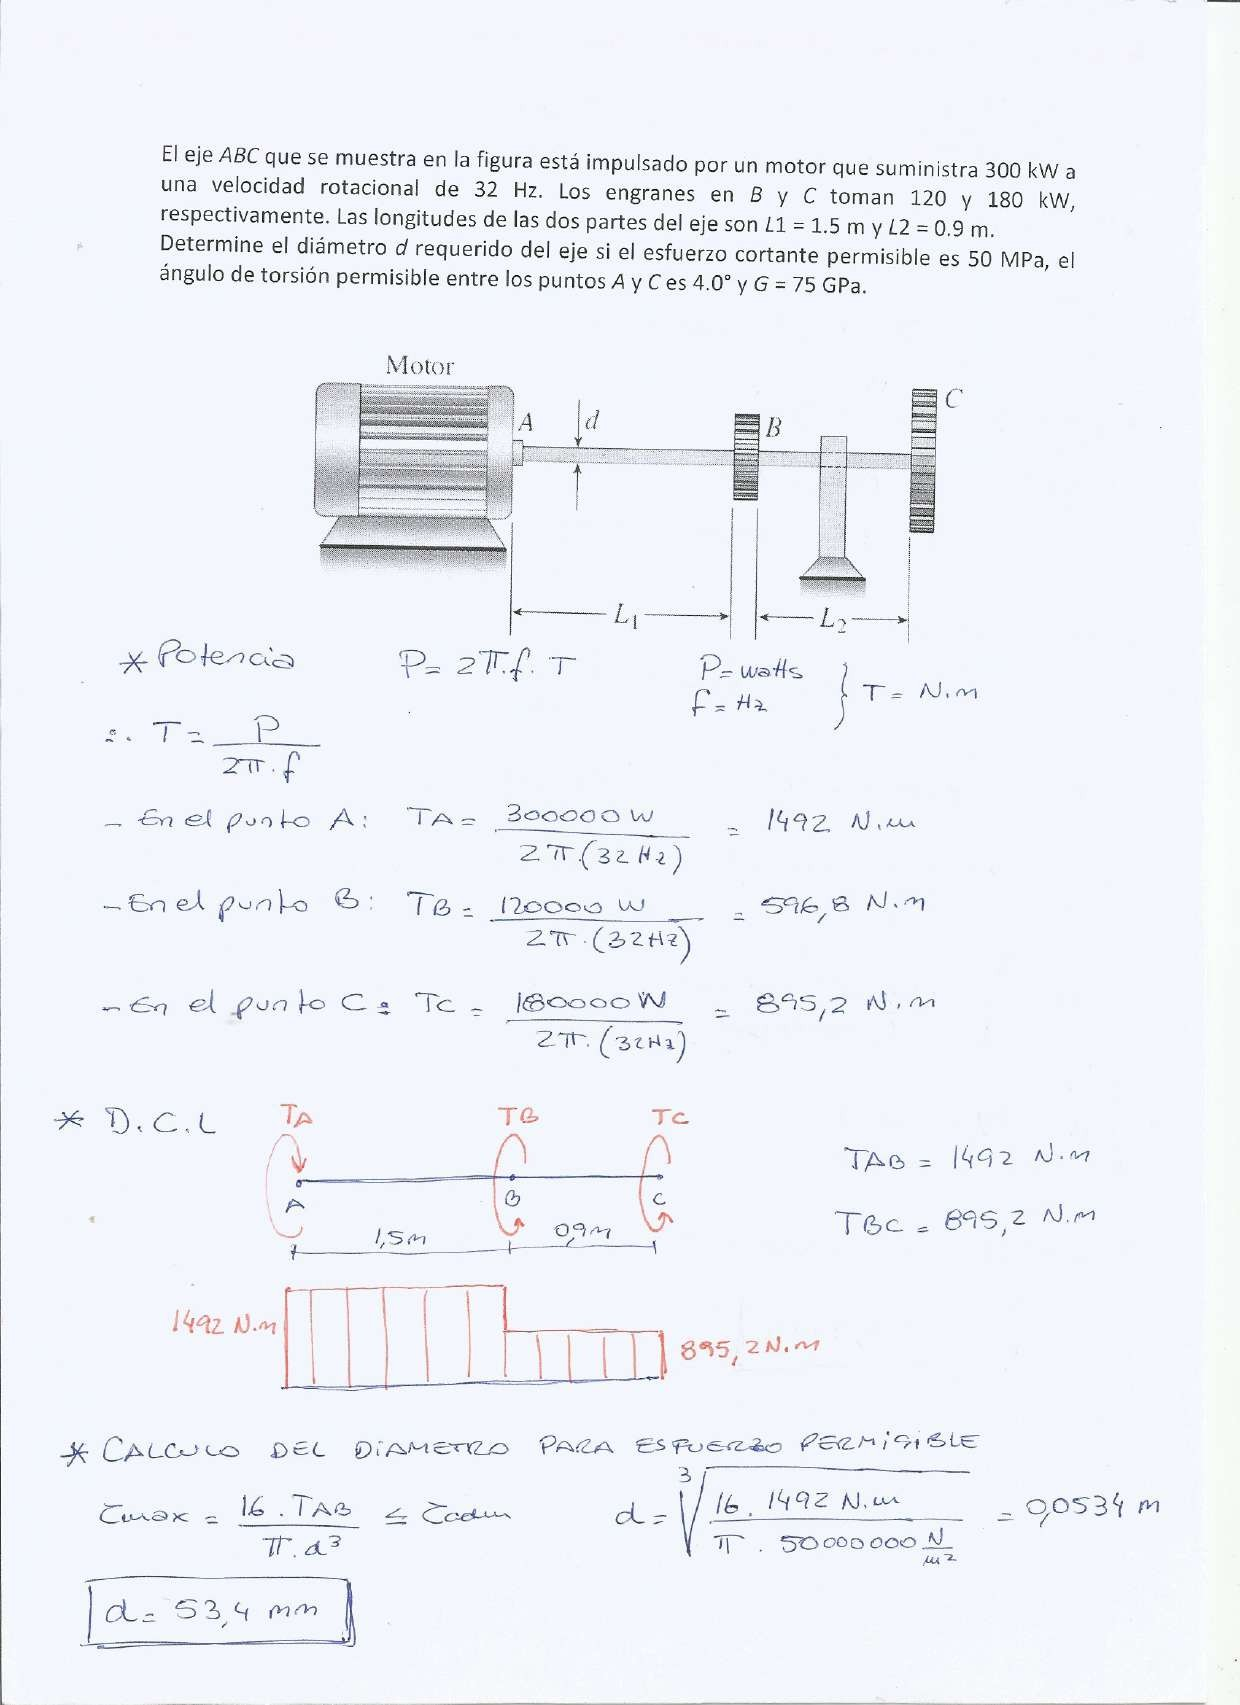 El eje ABC que se muestra en la figura está impulsado por un motor que suministra 300 kW a
una velocidad rotacional de 32 Hz. Los engranes en B y C toman 120 y 180 kW,
respectivamente. Las longitudes de las dos partes del eje son L1 = 1.5 m y L2 = 0.9 m.
Determine el diámetro d requerido del eje si el esfuerzo cortante permisible es 50 MPa, el
ángulo de torsión permisible entre los puntos A y C es 4.0° y G = 75 GPa.
Motor
A d B C
L1 L2
* Potencia P = 2π.f. T P = watts
f = Hz } T = N.m
∴ T = P
2π.f
- En el punto A: TA = 300000 W = 1492 N.m
2π.(32 Hz)
- En el punto B: TB = 120000 W = 596,8 N.m
2π.(32Hz)
- En el punto C: TC = 180000 W = 895,2 N.m
2π.(32Hz)
* D.C.L TA TB TC
TAB = 1492 N.m
A B C
TBC = 895,2 N.m
1,5m 0,9m
1492 N.m
895,2 N.m
* CALCULO DEL DIAMETRO PARA ESFUERZO PERMISIBLE
τmax = 16 . TAB ≤ τadm d = ∛ 16 . 1492 N.m = 0,0534 m
π.d³ π . 50000000 N
m²
d = 53,4 mm